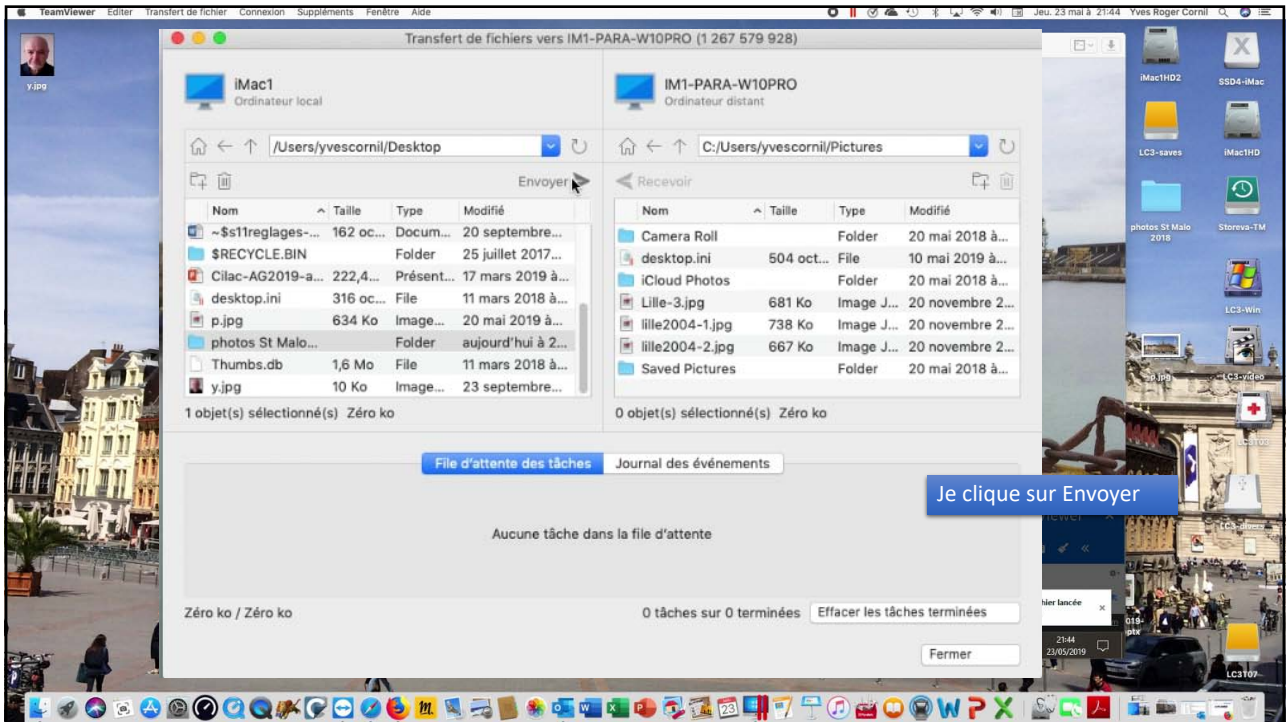 TeamViewer Editer Transfert de fichier Connexion Suppléments Fenêtre Aide
Jeu. 23 mai à 21:44 Yves Roger Cornil
y.jpg
Transfert de fichiers vers IM1-PARA-W10PRO (1 267 579 928)
iMac1
Ordinateur local
/Users/yvescornil/Desktop
Envoyer
Nom Taille Type Modifié
~$s11reglages-... 162 oc... Docum... 20 septembre...
$RECYCLE.BIN Folder 25 juillet 2017...
Cilac-AG2019-a... 222,4... Présent... 17 mars 2019 à...
desktop.ini 316 oc... File 11 mars 2018 à...
p.jpg 634 Ko Image... 20 mai 2019 à...
photos St Malo... Folder aujourd'hui à 2...
Thumbs.db 1,6 Mo File 11 mars 2018 à...
y.jpg 10 Ko Image... 23 septembre...
1 objet(s) sélectionné(s) Zéro ko
IM1-PARA-W10PRO
Ordinateur distant
C:/Users/yvescornil/Pictures
Recevoir
Nom Taille Type Modifié
Camera Roll Folder 20 mai 2018 à...
desktop.ini 504 oct... File 10 mai 2019 à...
iCloud Photos Folder 20 mai 2018 à...
Lille-3.jpg 681 Ko Image J... 20 novembre 2...
lille2004-1.jpg 738 Ko Image J... 20 novembre 2...
lille2004-2.jpg 667 Ko Image J... 20 novembre 2...
Saved Pictures Folder 20 mai 2018 à...
0 objet(s) sélectionné(s) Zéro ko
File d'attente des tâches Journal des événements
Aucune tâche dans la file d'attente
Je clique sur Envoyer
Zéro ko / Zéro ko
0 tâches sur 0 terminées Effacer les tâches terminées
Fermer
hier lancée
21:44
23/05/2019
iMac1HD2
SSD4-iMac
LC3-saves
iMac1HD
photos St Malo
2018
Storeva-TM
LC3-Win
p.jpg
LC3-video
LC3T03
LC3-divers
019-
ptx
LC3T07